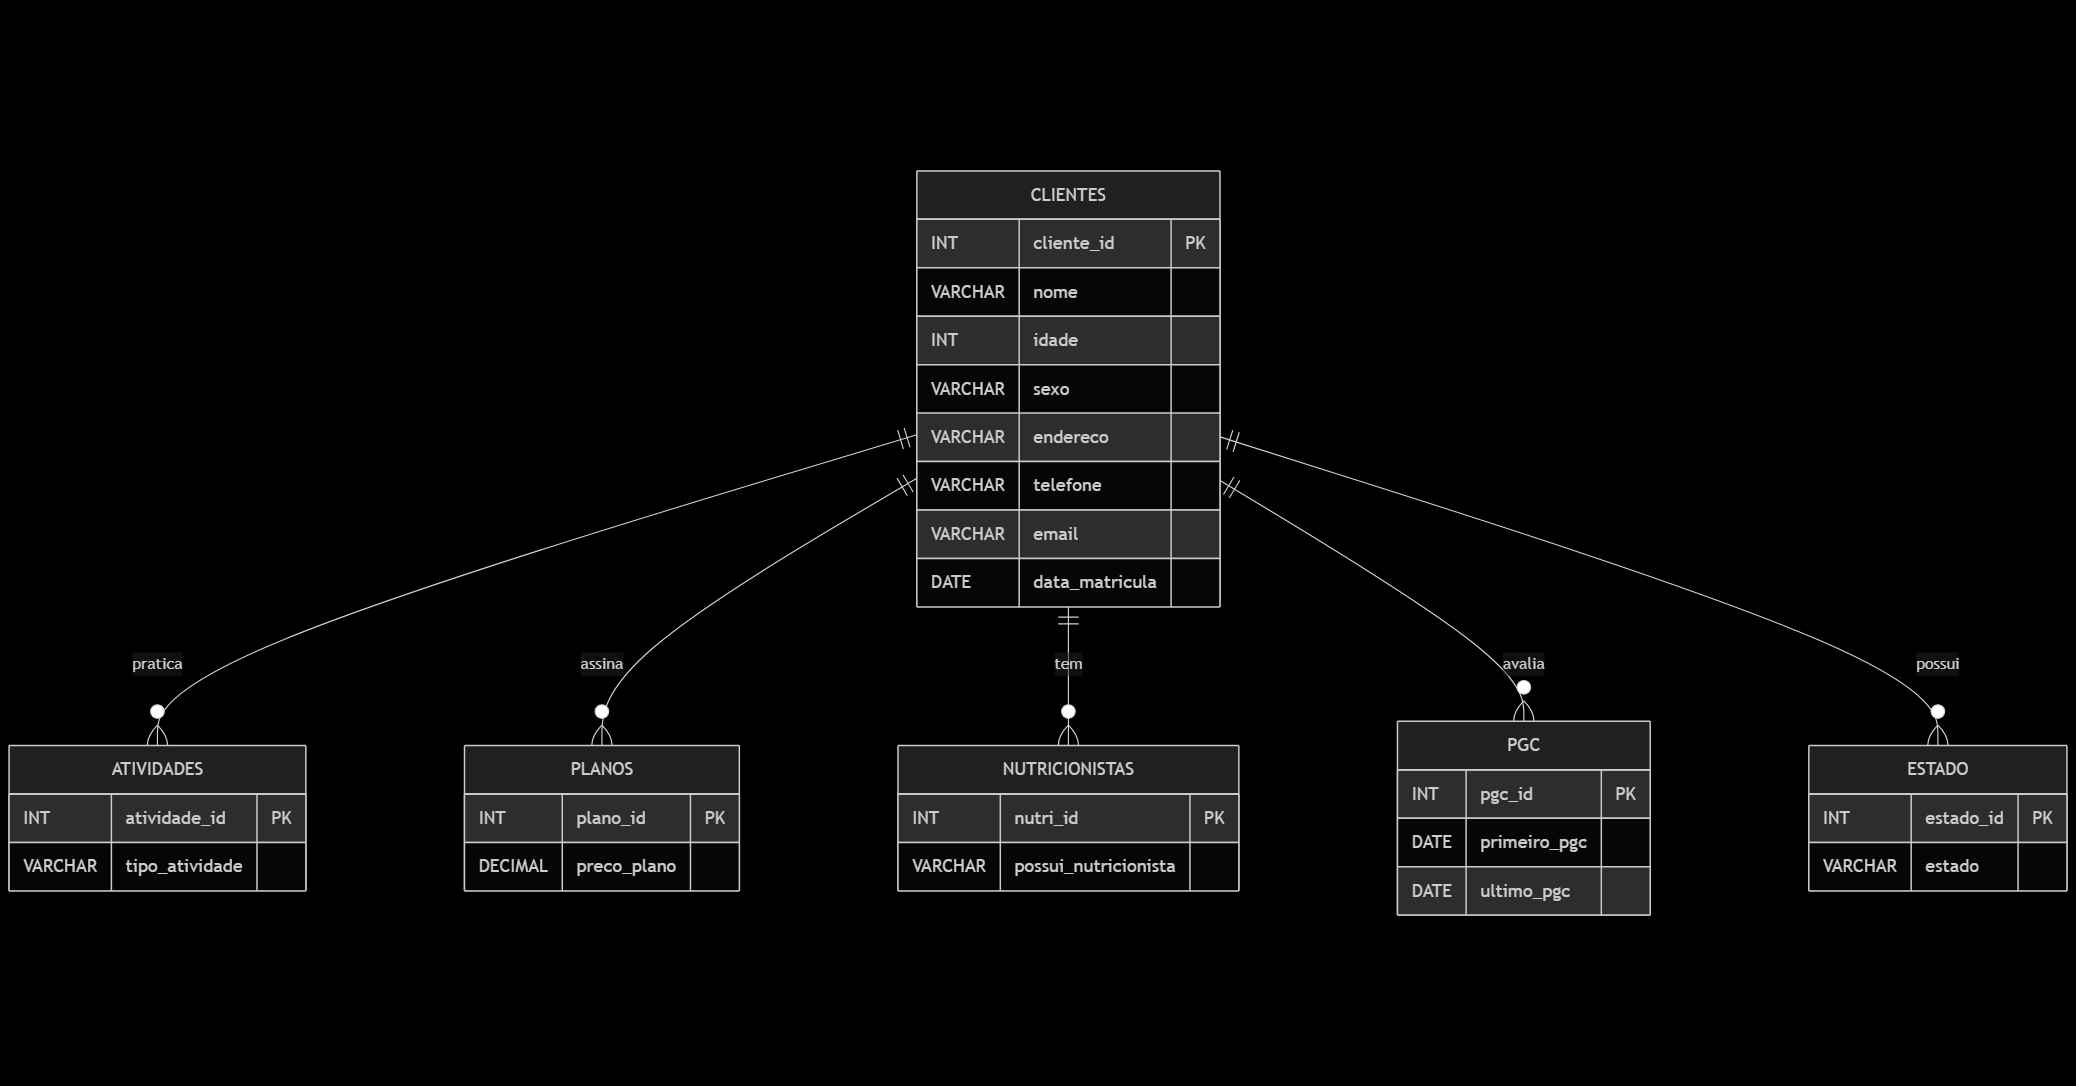 CLIENTES
INT cliente_id PK
VARCHAR nome
INT idade
VARCHAR sexo
VARCHAR endereco
VARCHAR telefone
VARCHAR email
DATE data_matricula
pratica
assina
tem
avalia
possui
ATIVIDADES
INT atividade_id PK
VARCHAR tipo_atividade
PLANOS
INT plano_id PK
DECIMAL preco_plano
NUTRICIONISTAS
INT nutri_id PK
VARCHAR possui_nutricionista
PGC
INT pgc_id PK
DATE primeiro_pgc
DATE ultimo_pgc
ESTADO
INT estado_id PK
VARCHAR estado